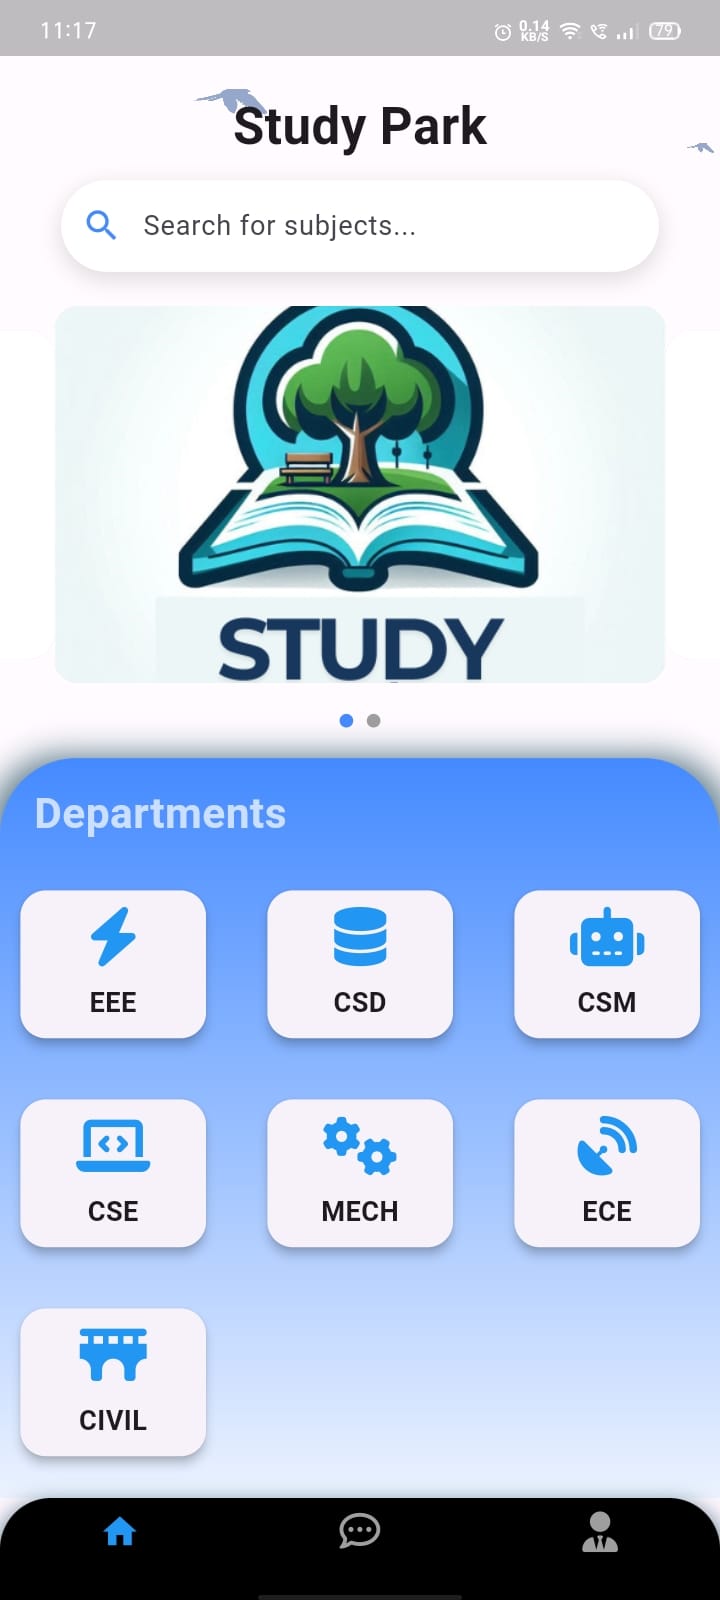 11:17
0.14
KB/S
79
Study Park
Search for subjects...
STUDY
Departments
EEE
CSD
CSM
CSE
MECH
ECE
CIVIL